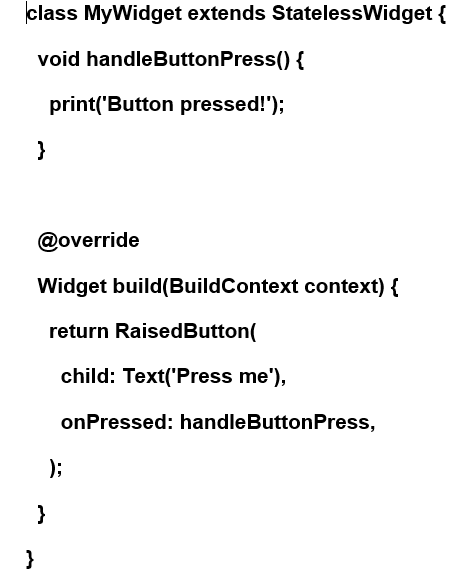 class MyWidget extends StatelessWidget {
void handleButtonPress() {
print('Button pressed!');
}
@override
Widget build(BuildContext context) {
return RaisedButton(
child: Text('Press me'),
onPressed: handleButtonPress,
);
}
}